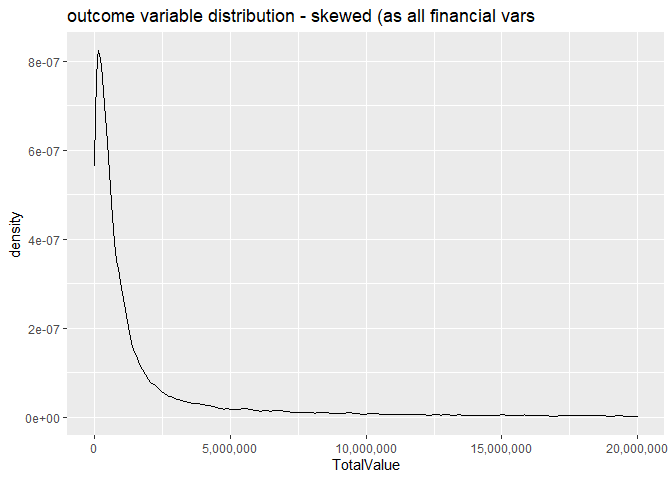 outcome variable distribution - skewed (as all financial vars
8e-07
6e-07
4e-07
2e-07
0e+00
density
0
5,000,000
10,000,000
15,000,000
20,000,000
TotalValue